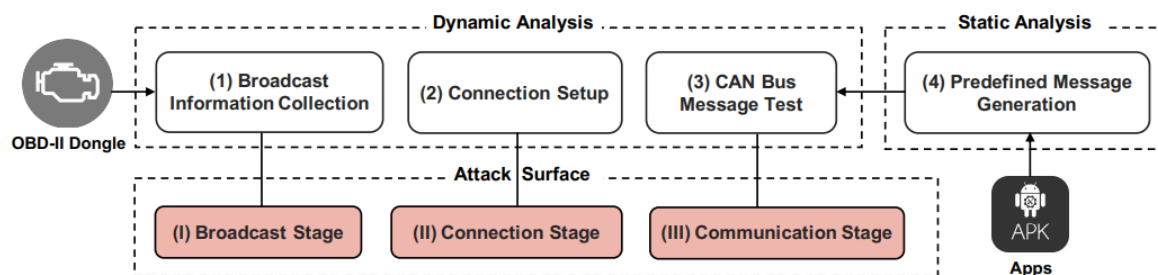 Dynamic Analysis
Static Analysis
(1) Broadcast
Information Collection
(2) Connection Setup
(3) CAN Bus
Message Test
(4) Predefined Message
Generation
OBD-II Dongle
Attack Surface
(I) Broadcast Stage
(II) Connection Stage
(III) Communication Stage
APK
Apps